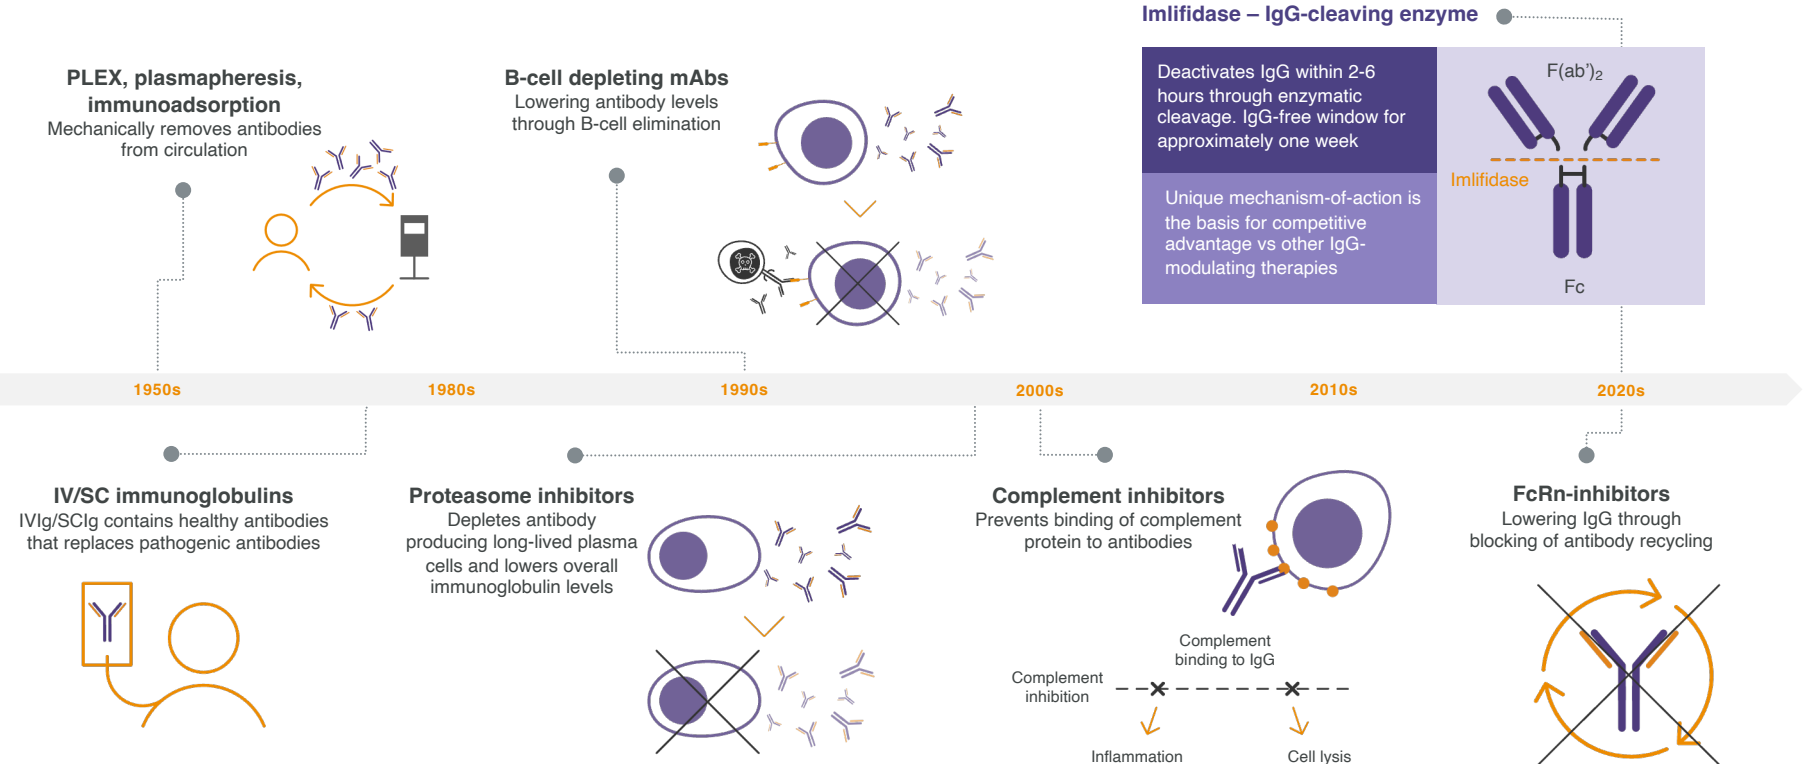 Imlifidase – IgG-cleaving enzyme
PLEX, plasmapheresis,
immunoadsorption
Mechanically removes antibodies
from circulation
B-cell depleting mAbs
Lowering antibody levels
through B-cell elimination
Deactivates IgG within 2-6
hours through enzymatic
cleavage. IgG-free window for
approximately one week
Unique mechanism-of-action is
the basis for competitive
advantage vs other IgG-
modulating therapies
F(ab’)₂
Imlifidase
Fc
1950s
1980s
1990s
2000s
2010s
2020s
IV/SC immunoglobulins
IVIg/SCIg contains healthy antibodies
that replaces pathogenic antibodies
Proteasome inhibitors
Depletes antibody
producing long-lived plasma
cells and lowers overall
immunoglobulin levels
Complement inhibitors
Prevents binding of complement
protein to antibodies
Complement
binding to IgG
Complement
inhibition
Inflammation
Cell lysis
FcRn-inhibitors
Lowering IgG through
blocking of antibody recycling